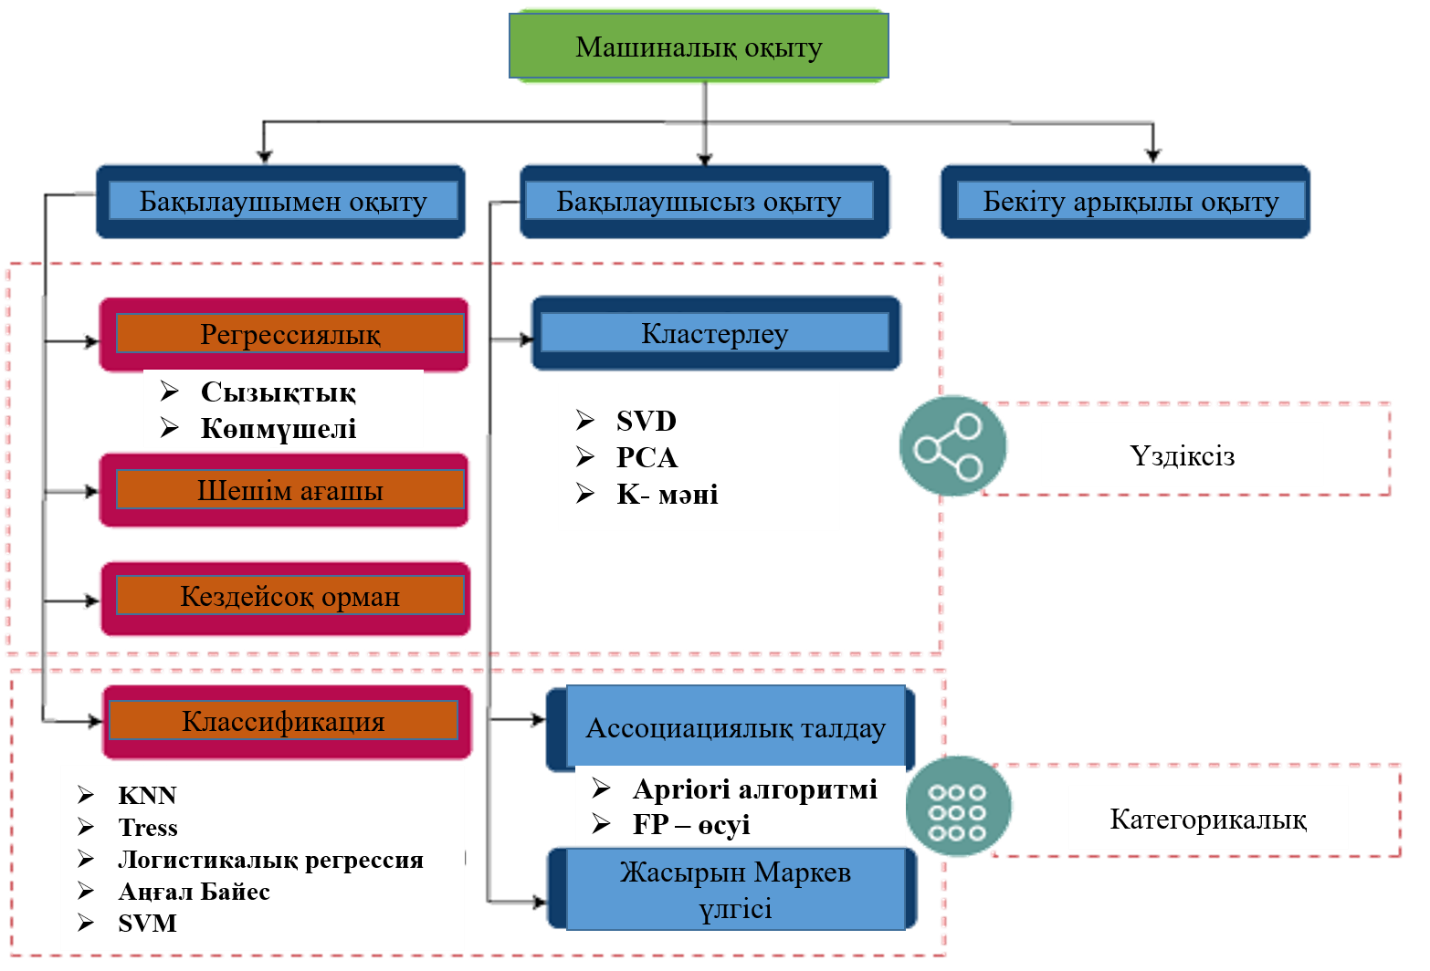 Машиналық оқыту
Бақылаушымен оқыту
Бақылаушысыз оқыту
Бекіту арықылы оқыту
Регрессиялық
➢ Сызықтық
➢ Көпмүшелі
Шешім ағашы
Кездейсоқ орман
Кластерлеу
➢ SVD
➢ PCA
➢ K- мәні
Үздіксіз
Классификация
➢ KNN
➢ Tress
➢ Логистикалық регрессия
➢ Аңғал Байес
➢ SVM
Ассоциациялық талдау
➢ Apriori алгоритмі
➢ FP – өсуі
Жасырын Маркев
үлгісі
Категорикалық